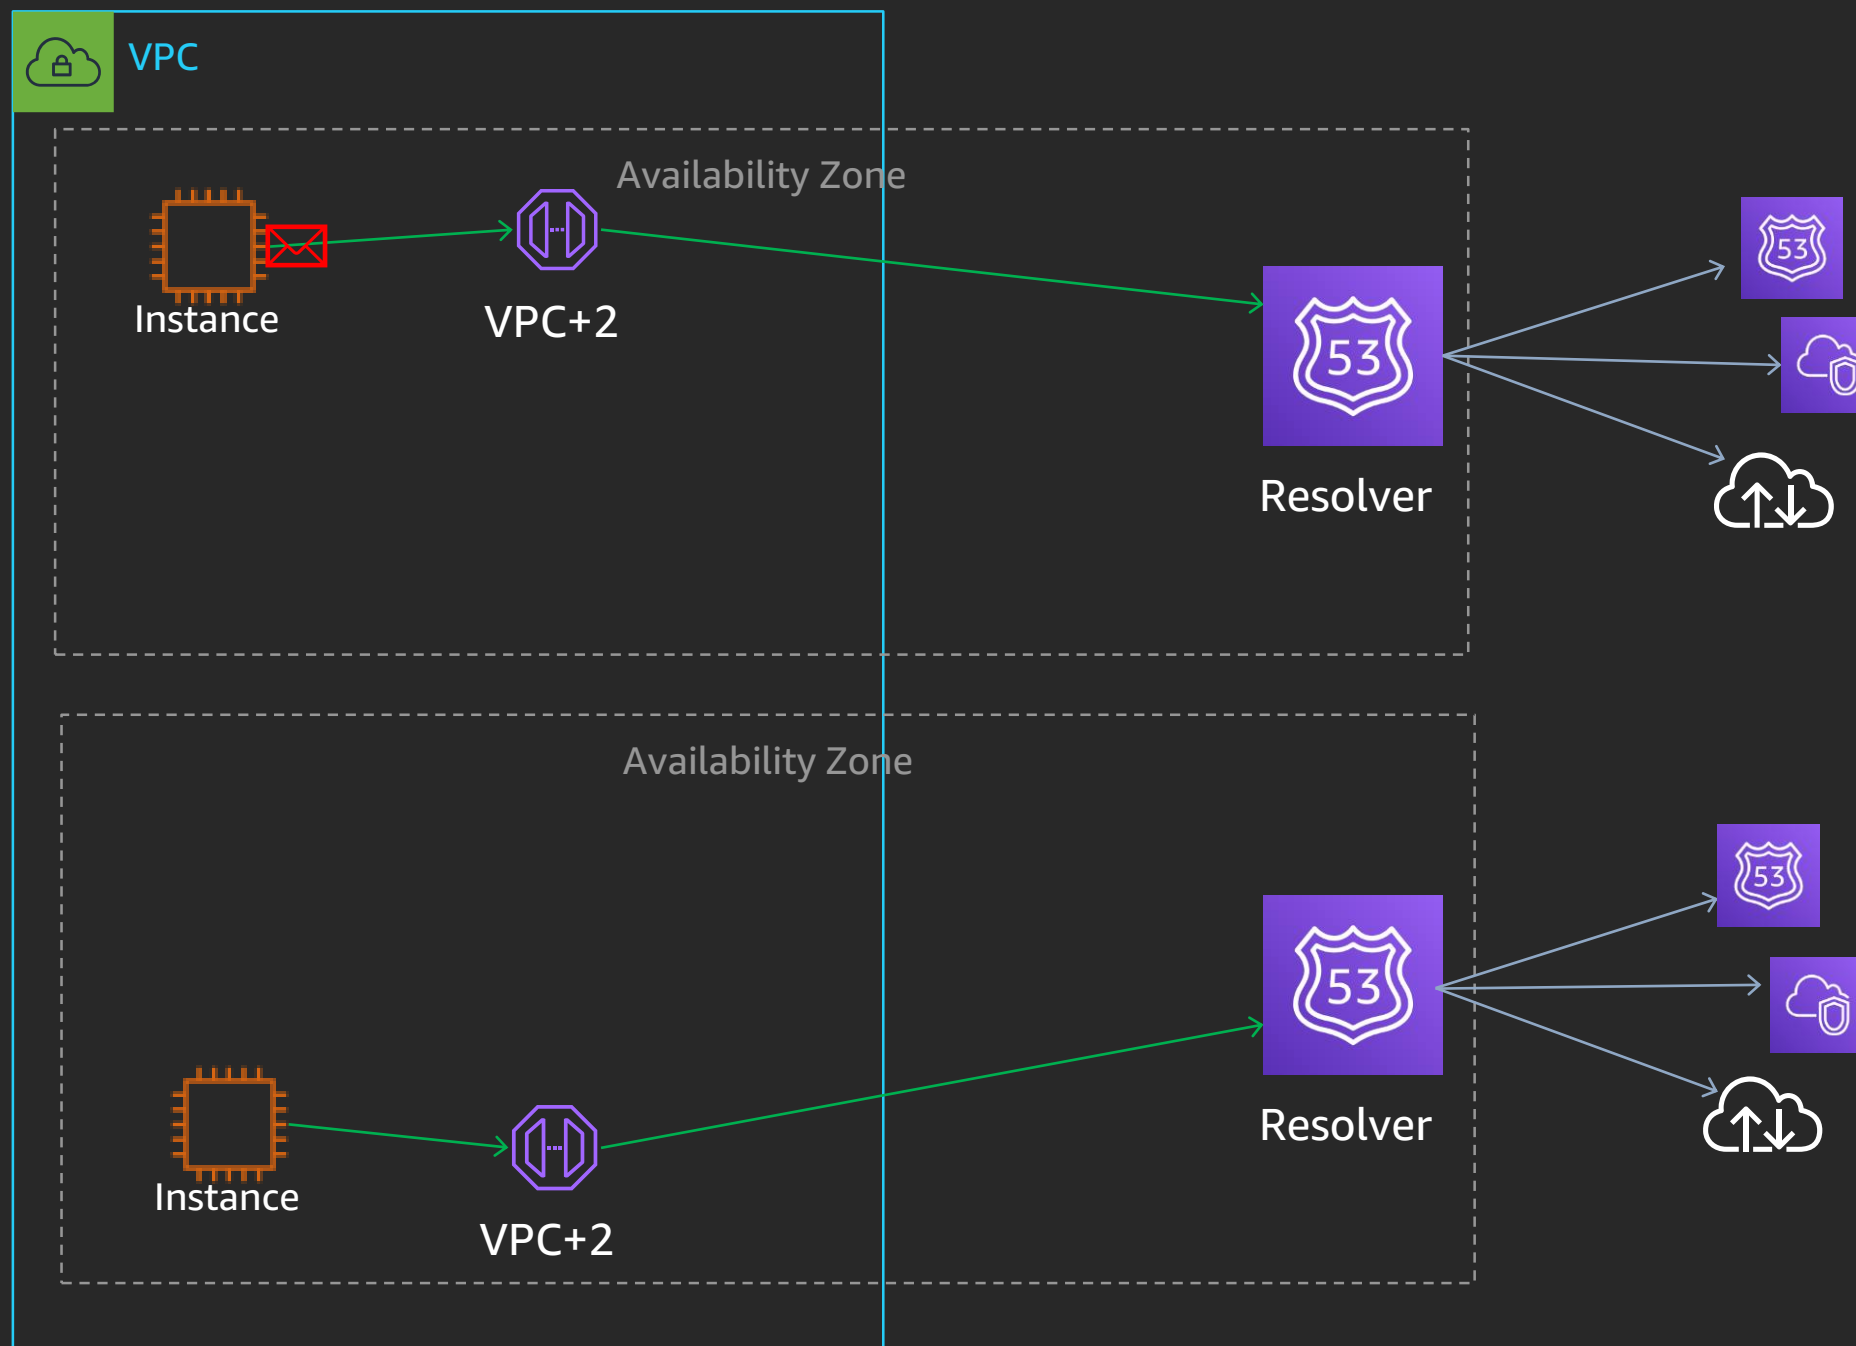 VPC
Availability Zone
Instance
VPC+2
53
Resolver
53
Availability Zone
Instance
VPC+2
53
Resolver
53